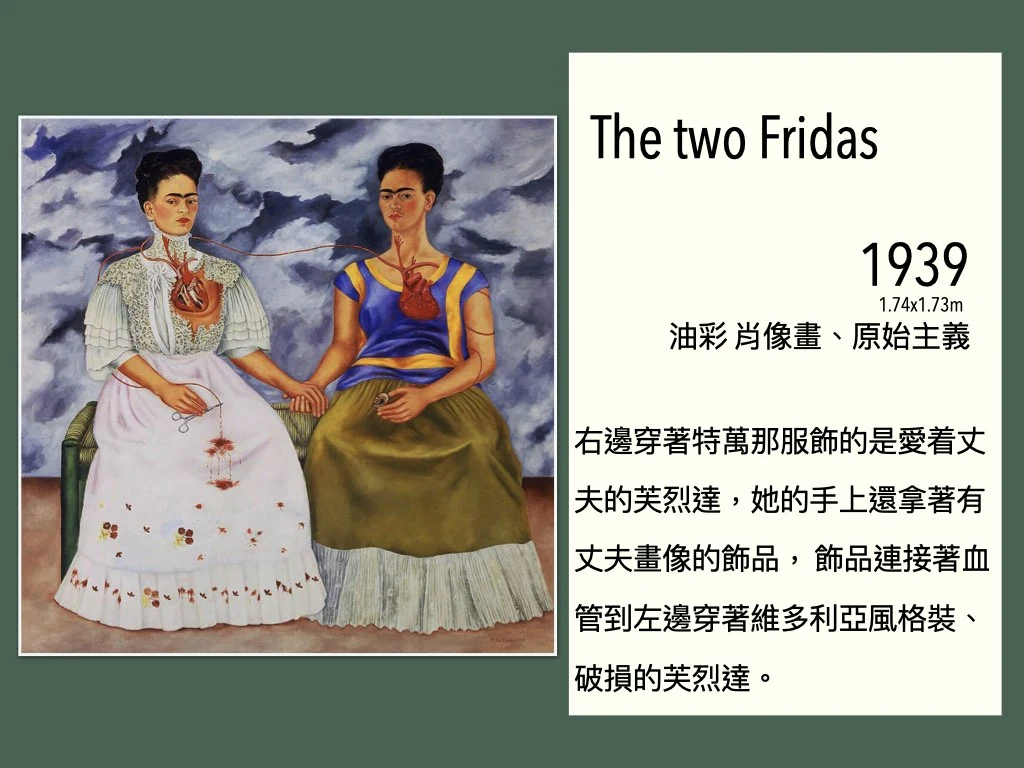 The two Fridas
1939
1.74x1.73m
油彩 肖像畫、原始主義
右邊穿著特萬那服飾的是愛着丈
夫的芙烈達，她的手上還拿著有
丈夫畫像的飾品， 飾品連接著血
管到左邊穿著維多利亞風格裝、
破損的芙烈達。